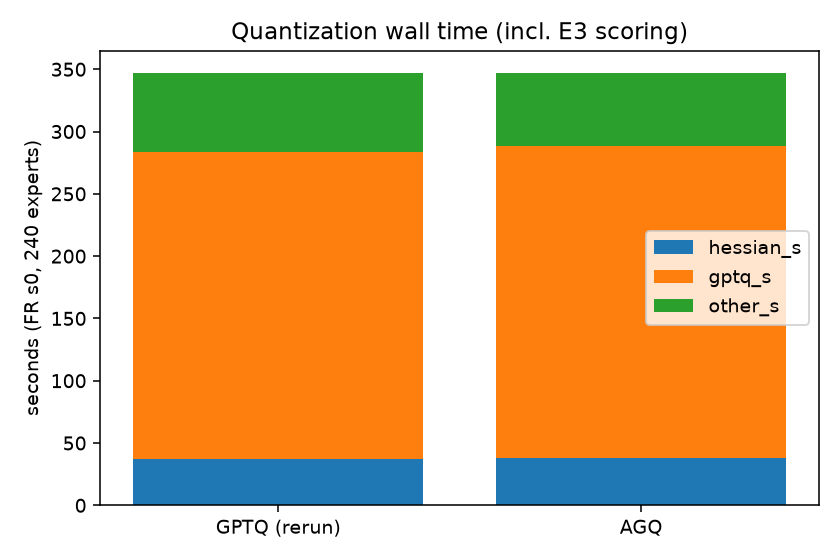 Quantization wall time (incl. E3 scoring)
seconds (FR s0, 240 experts)
350
300
250
200
150
100
50
0
hessian_s
gptq_s
other_s
GPTQ (rerun)
AGQ